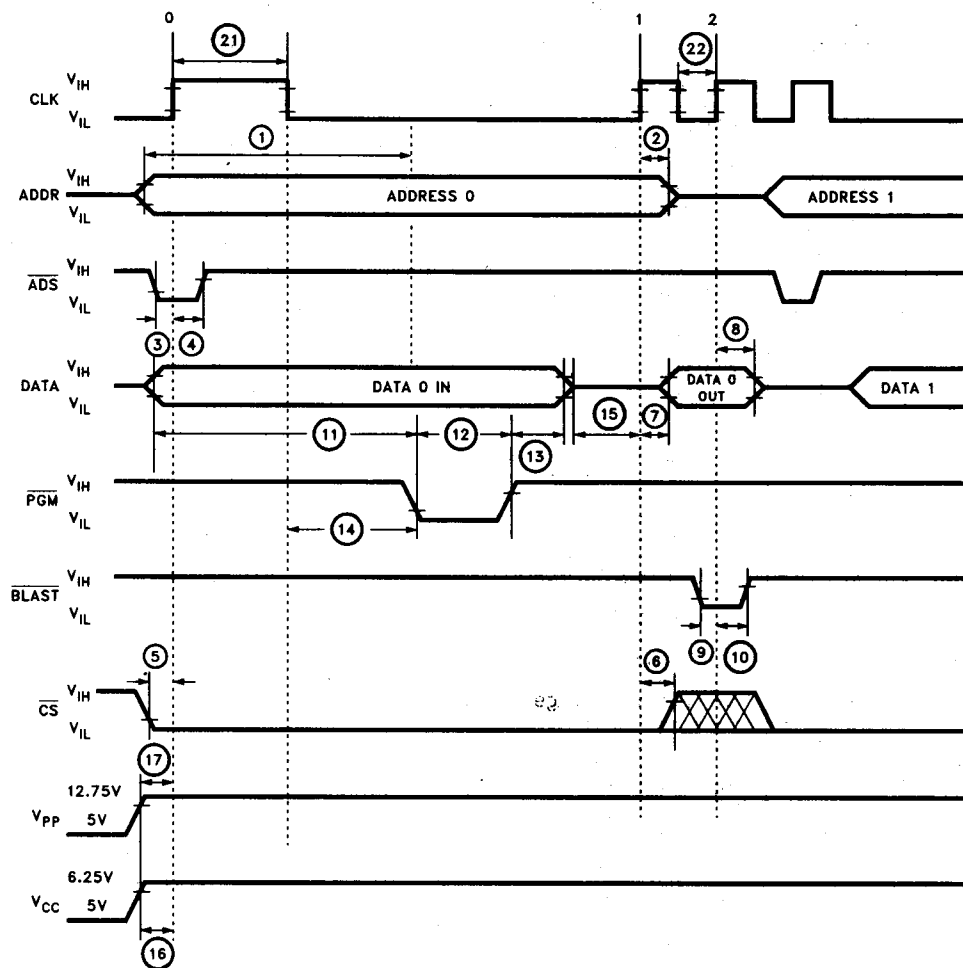 0 1 2
21 22
CLK V_IH
V_IL
1 2
ADDR V_IH ADDRESS 0 ADDRESS 1
V_IL
ADS V_IH
V_IL
3 4 8
DATA V_IH DATA 0 IN DATA 0 OUT DATA 1
V_IL
11 12 13 15 7
PGM V_IH
V_IL
14
BLAST V_IH
V_IL
5 6 9 10
CS V_IH
V_IL
17
12.75V
V_PP 5V
6.25V
V_CC 5V
16